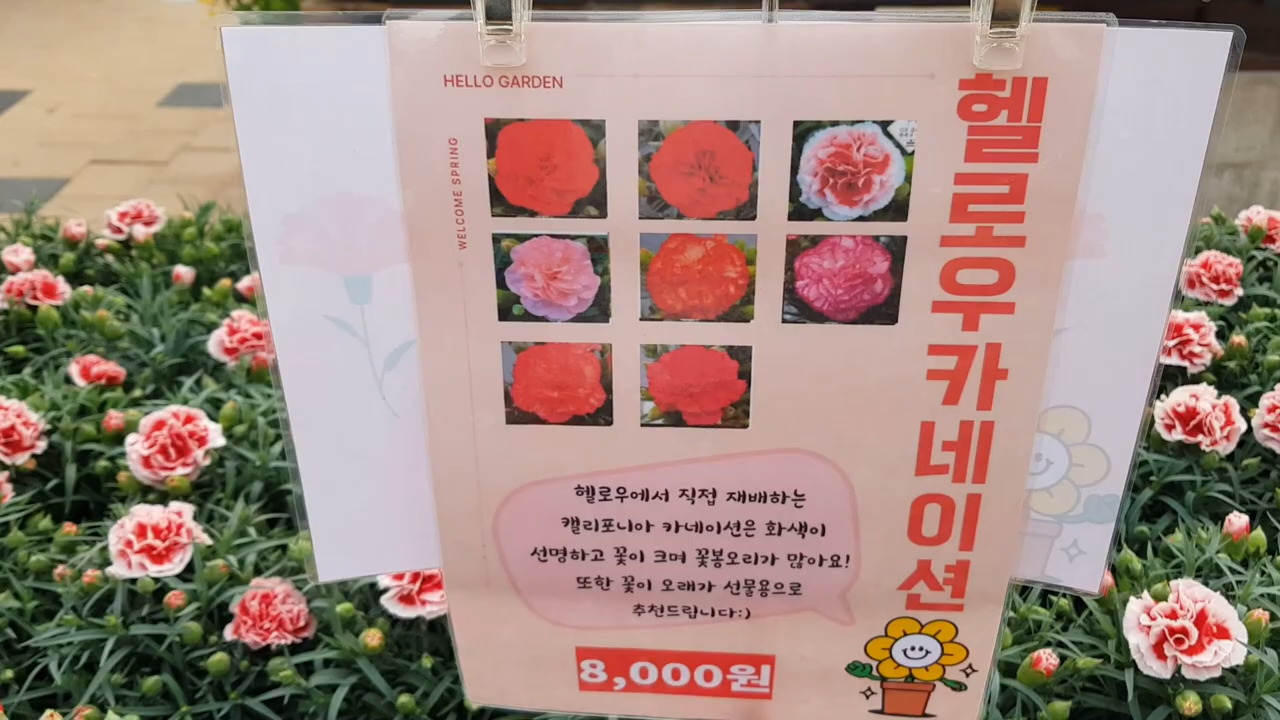 HELLO GARDEN
WELCOME SPRING
헬로우카네이션
헬로우에서 직접 재배하는
캘리포니아 카네이션은 화색이
선명하고 꽃이 크며 꽃봉오리가 많아요!
또한 꽃이 오래가 선물용으로
추천드립니다:)
8,000원